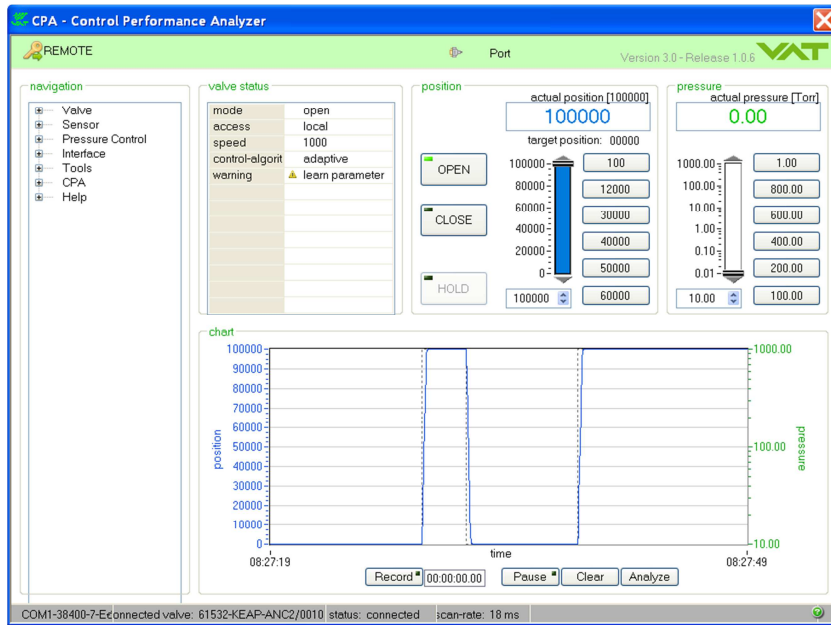 CPA - Control Performance Analyzer
REMOTE
Port
Version 3.0 - Release 1.0.6
VAT
navigation
Valve
Sensor
Pressure Control
Interface
Tools
CPA
Help
valve status
mode open
access local
speed 1000
control-algorit adaptive
warning learn parameter
position
actual position [100000]
100000
target position: 00000
OPEN
CLOSE
HOLD
100000
80000
60000
40000
20000
0
100000
100
12000
30000
40000
50000
60000
pressure
actual pressure [Torr]
0.00
1000.00
100.00
10.00
1.00
0.10
0.01
10.00
1.00
800.00
600.00
400.00
200.00
100.00
chart
100000
90000
80000
70000
60000
50000
40000
30000
20000
10000
0
position
1000.00
100.00
10.00
pressure
08:27:19
time
08:27:49
Record 00:00:00.00 Pause Clear Analyze
COM1-38400-7-E onnected valve: 61532-KEAP-ANC2/0010 status: connected scan-rate: 18 ms